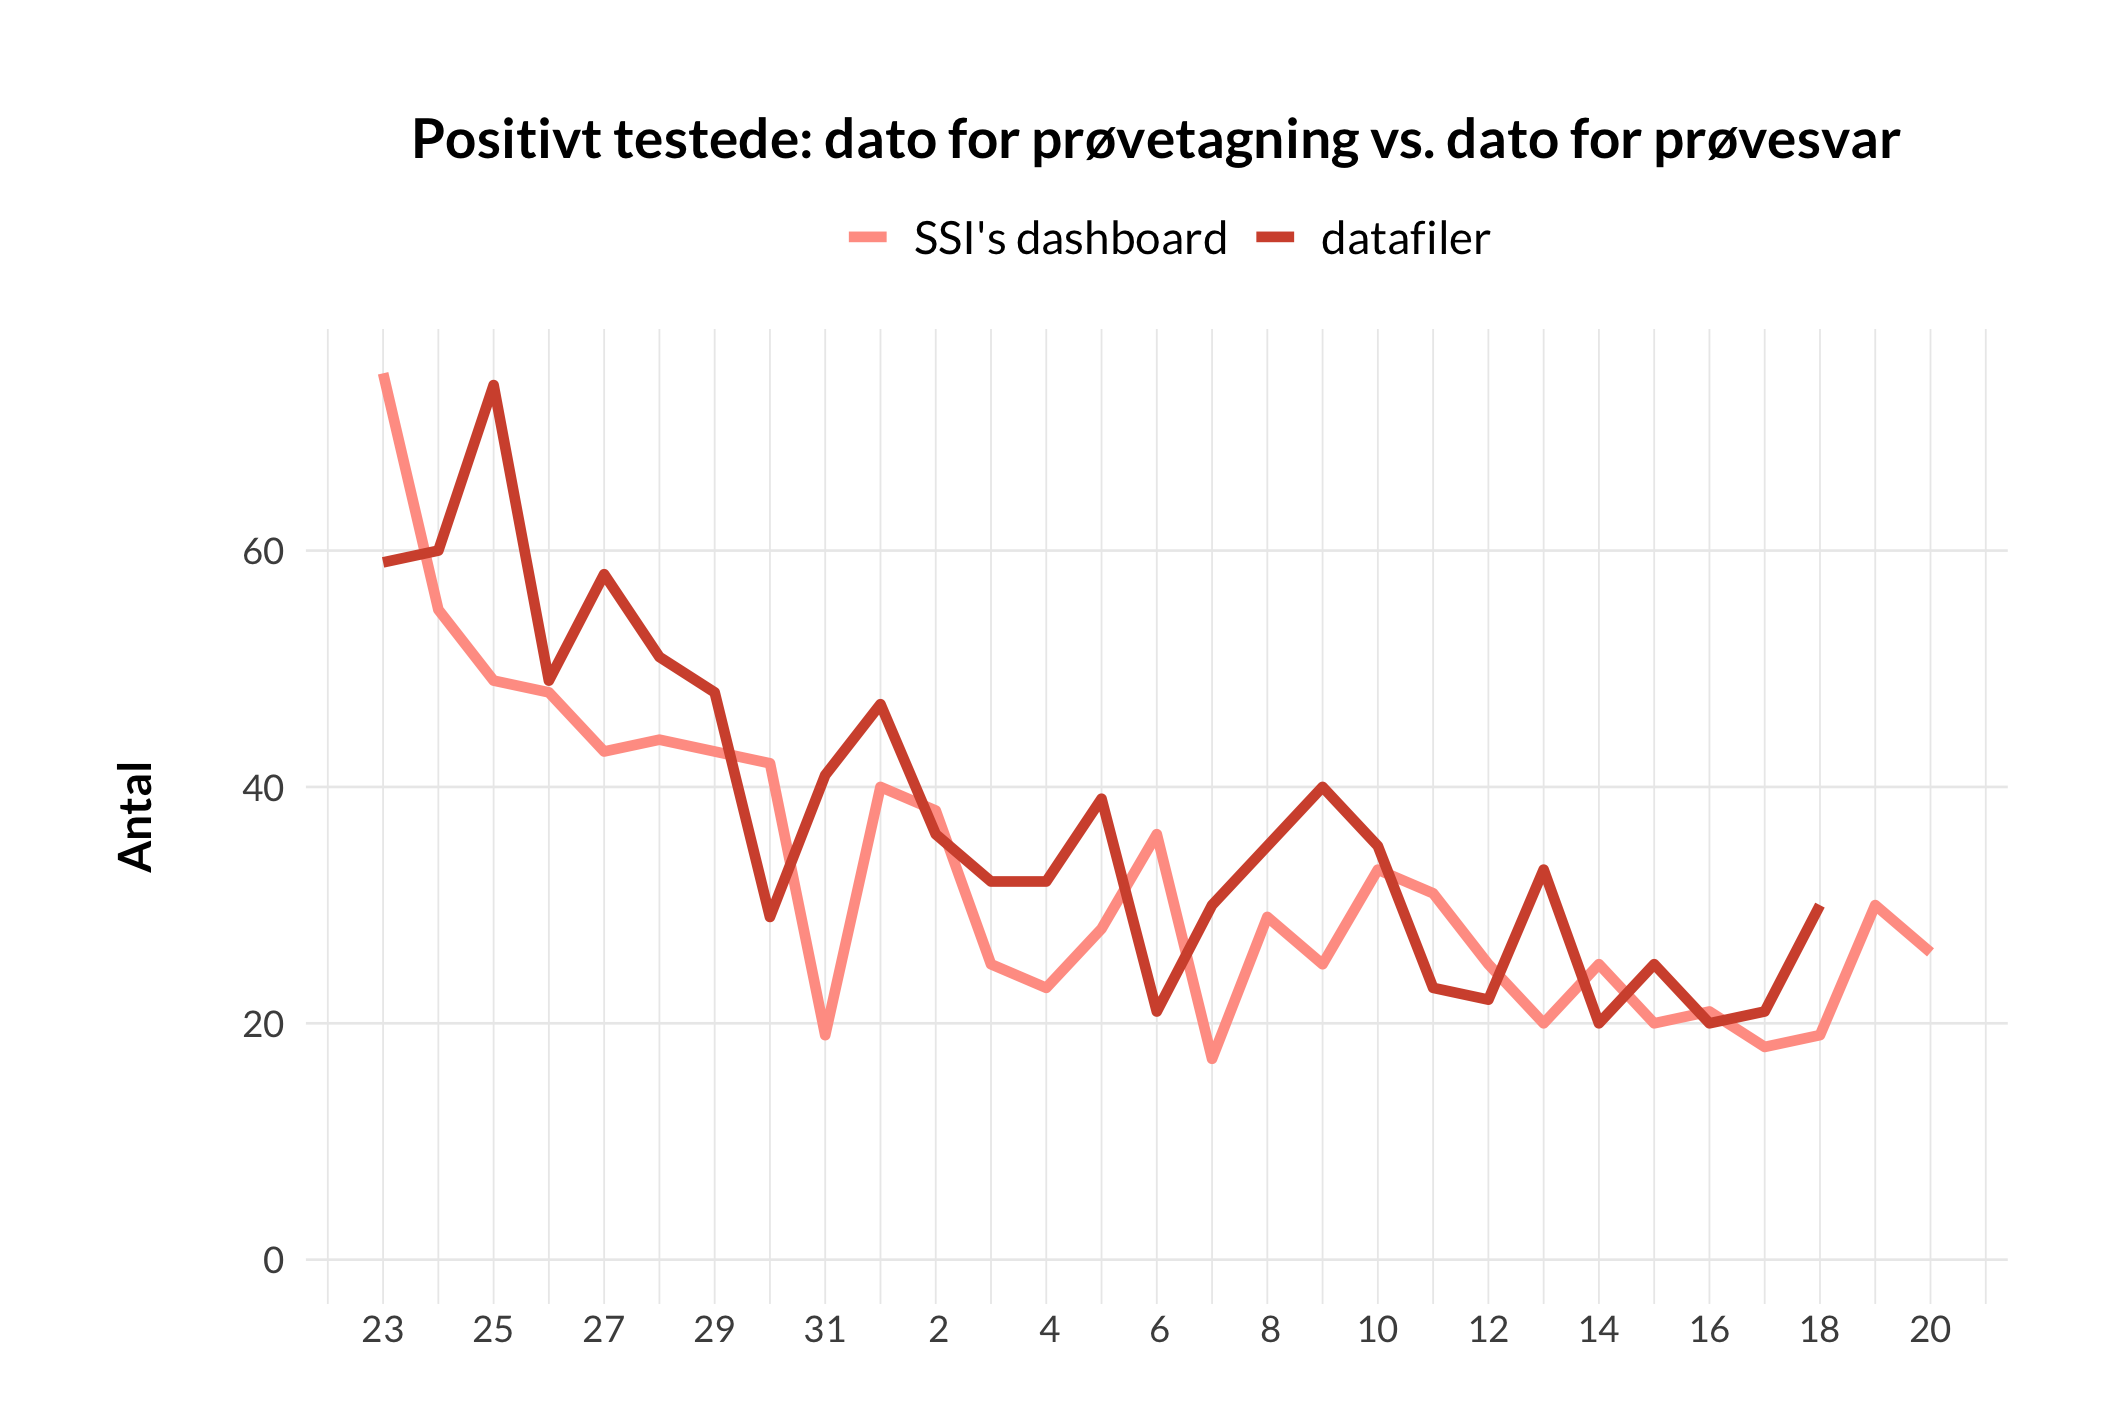 Positivt testede: dato for prøvetagning vs. dato for prøvesvar
SSI's dashboard datafiler
Antal
60
40
20
0
23 25 27 29 31 2 4 6 8 10 12 14 16 18 20